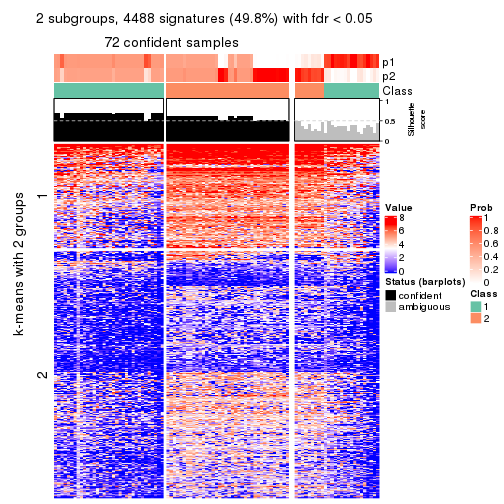 2 subgroups, 4488 signatures (49.8%) with fdr < 0.05
72 confident samples
p1
p2
Class
1
0.5
0
Silhouette
score
k-means with 2 groups
1
2
Value
8
6
4
2
0
Status (barplots)
confident
ambiguous
Prob
1
0.8
0.6
0.4
0.2
0
Class
1
2